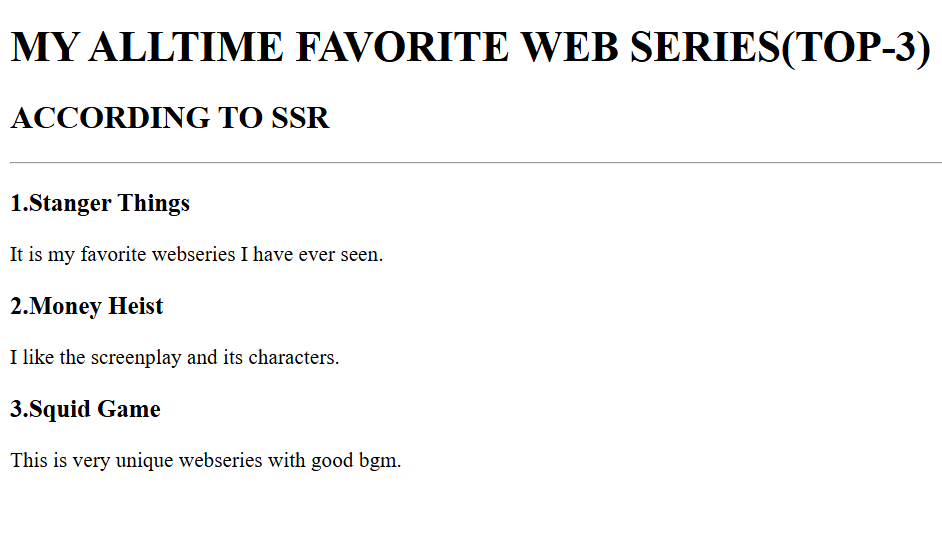 MY ALLTIME FAVORITE WEB SERIES(TOP-3)
ACCORDING TO SSR
1.Stanger Things
It is my favorite webseries I have ever seen.
2.Money Heist
I like the screenplay and its characters.
3.Squid Game
This is very unique webseries with good bgm.